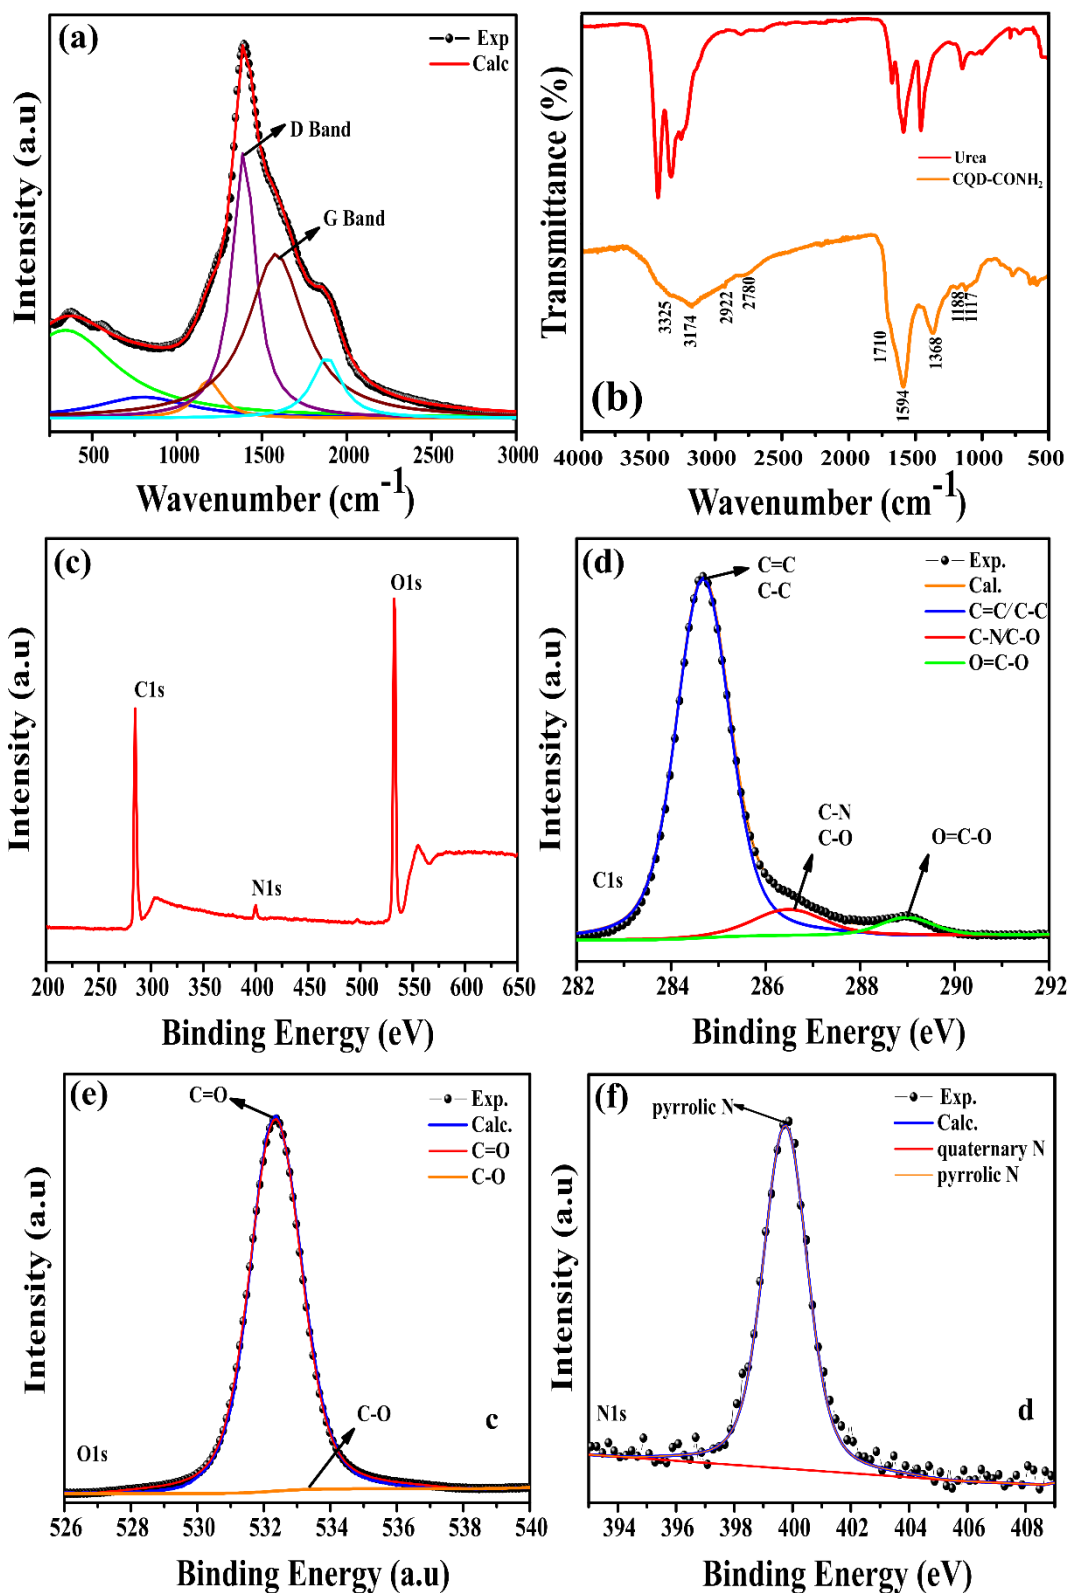 (a)
Exp
Calc
D Band
G Band
Intensity (a.u)
500 1000 1500 2000 2500 3000
Wavenumber (cm-1)
(b)
Urea
CQD-CONH2
3325
3174
2922
2780
1710
1594
1368
1188
1117
Transmittance (%)
4000 3500 3000 2500 2000 1500 1000 500
Wavenumber (cm-1)
(c)
C1s
N1s
O1s
Intensity (a.u)
200 250 300 350 400 450 500 550 600 650
Binding Energy (eV)
(d)
C=C
C-C
Exp.
Cal.
C=C/C-C
C-N/C-O
O=C-O
C-N
C-O
O=C-O
C1s
Intensity (a.u)
282 284 286 288 290 292
Binding Energy (eV)
(e)
C=O
Exp.
Calc.
C=O
C-O
C-O
c
O1s
Intensity (a.u)
526 528 530 532 534 536 538 540
Binding Energy (a.u)
(f)
pyrrolic N
Exp.
Calc.
quaternary N
pyrrolic N
N1s
d
Intensity (a.u)
394 396 398 400 402 404 406 408
Binding Energy (eV)